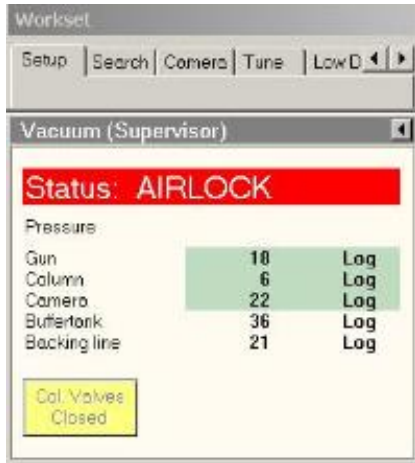 Workset
Setup Search Camera Tune Low D
Vacuum (Supervisor)
Status: AIRLOCK
Pressure
Gun 18 Log
Column 6 Log
Camera 22 Log
Buffertank 36 Log
Backing line 21 Log
Col. Valves
Closed